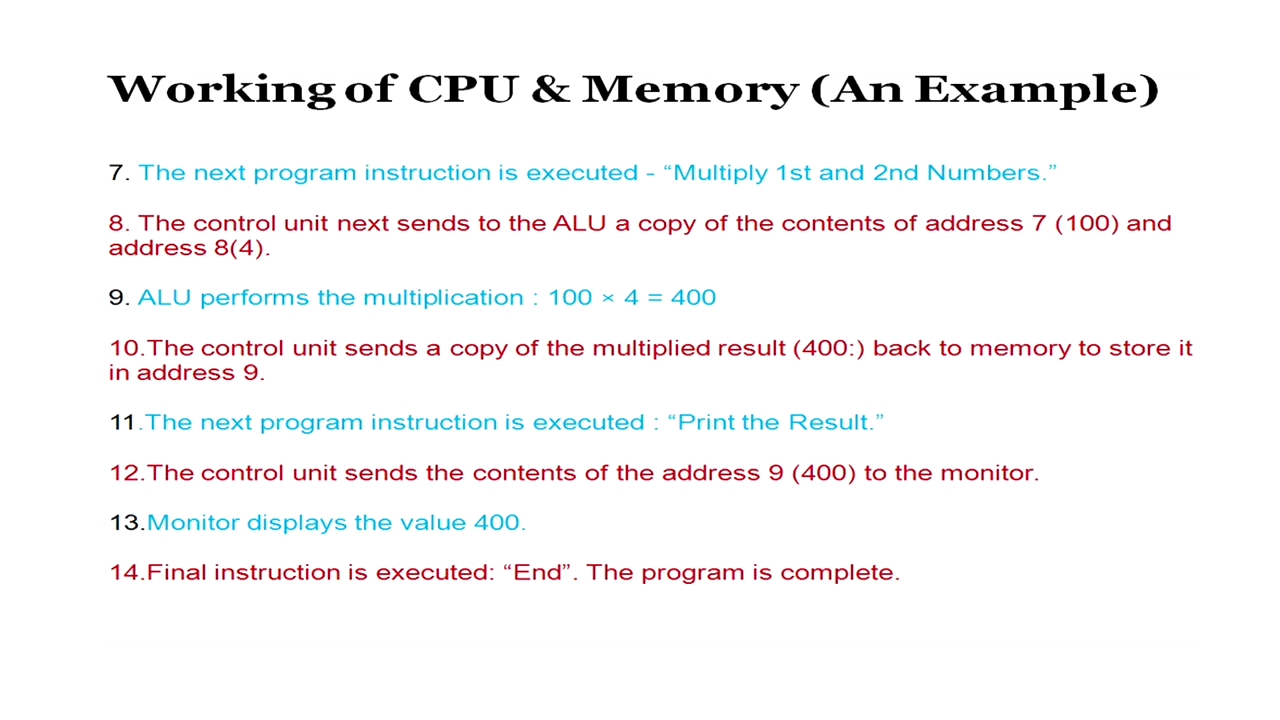 Working of CPU & Memory (An Example)
7. The next program instruction is executed - “Multiply 1st and 2nd Numbers.”
8. The control unit next sends to the ALU a copy of the contents of address 7 (100) and
address 8(4).
9. ALU performs the multiplication : 100 × 4 = 400
10.The control unit sends a copy of the multiplied result (400:) back to memory to store it
in address 9.
11.The next program instruction is executed : “Print the Result.”
12.The control unit sends the contents of the address 9 (400) to the monitor.
13.Monitor displays the value 400.
14.Final instruction is executed: “End”. The program is complete.